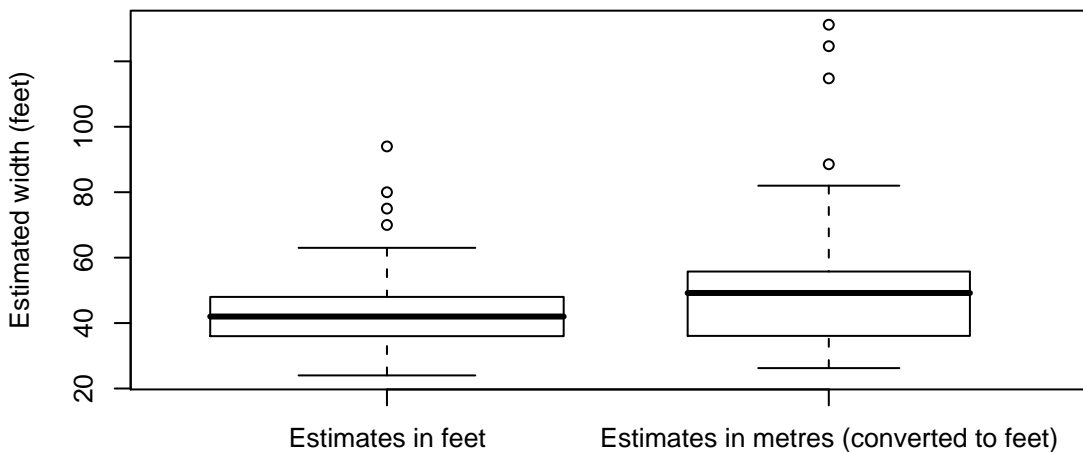 Estimated width (feet)
100
80
60
40
20
Estimates in feet
Estimates in metres (converted to feet)